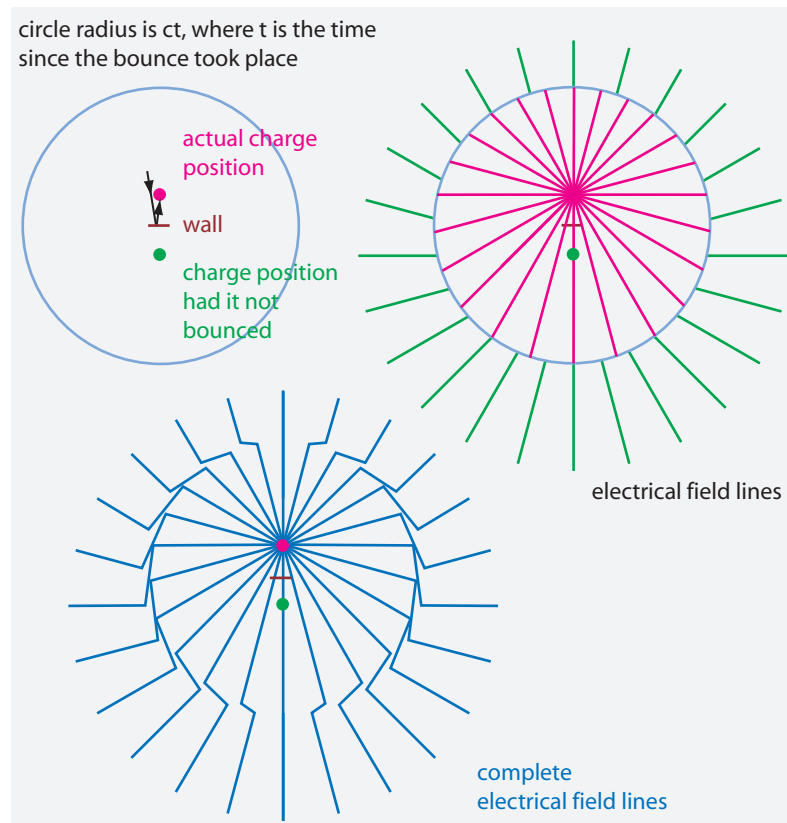 circle radius is ct, where t is the time
since the bounce took place
actual charge
position
wall
charge position
had it not
bounced
electrical field lines
complete
electrical field lines